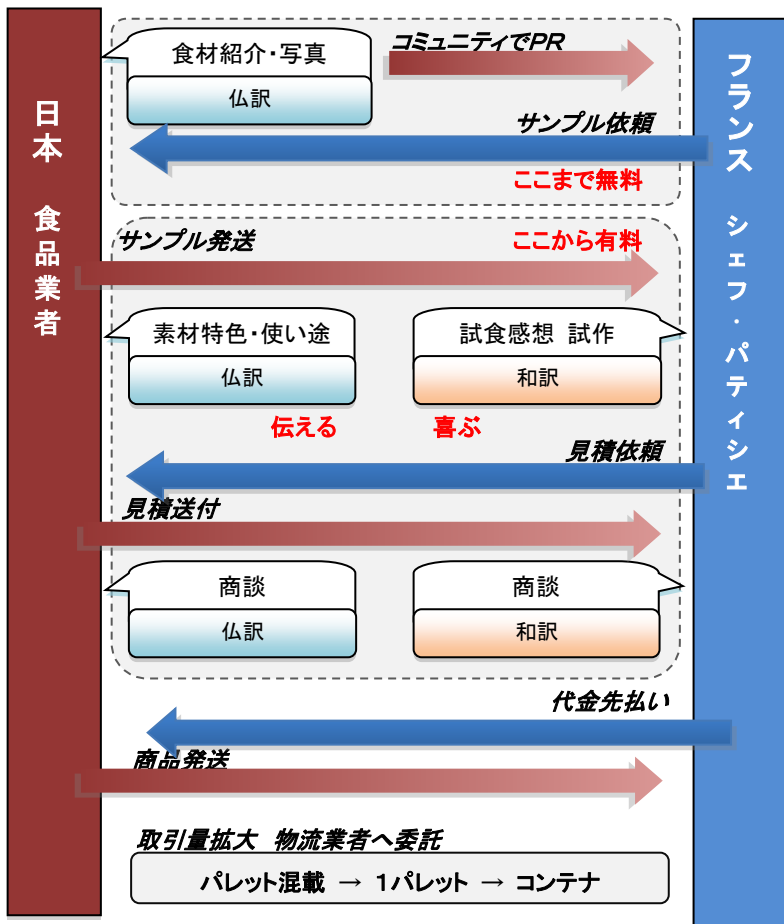 日本 食品業者
フランス シェフ・パティシエ
食材紹介・写真
仏訳
コミュニティでPR
サンプル依頼
ここまで無料
サンプル発送
ここから有料
素材特色・使い途
仏訳
試食感想 試作
和訳
伝える
喜ぶ
見積依頼
見積送付
商談
仏訳
商談
和訳
代金先払い
商品発送
取引量拡大 物流業者へ委託
パレット混載 → 1パレット → コンテナ